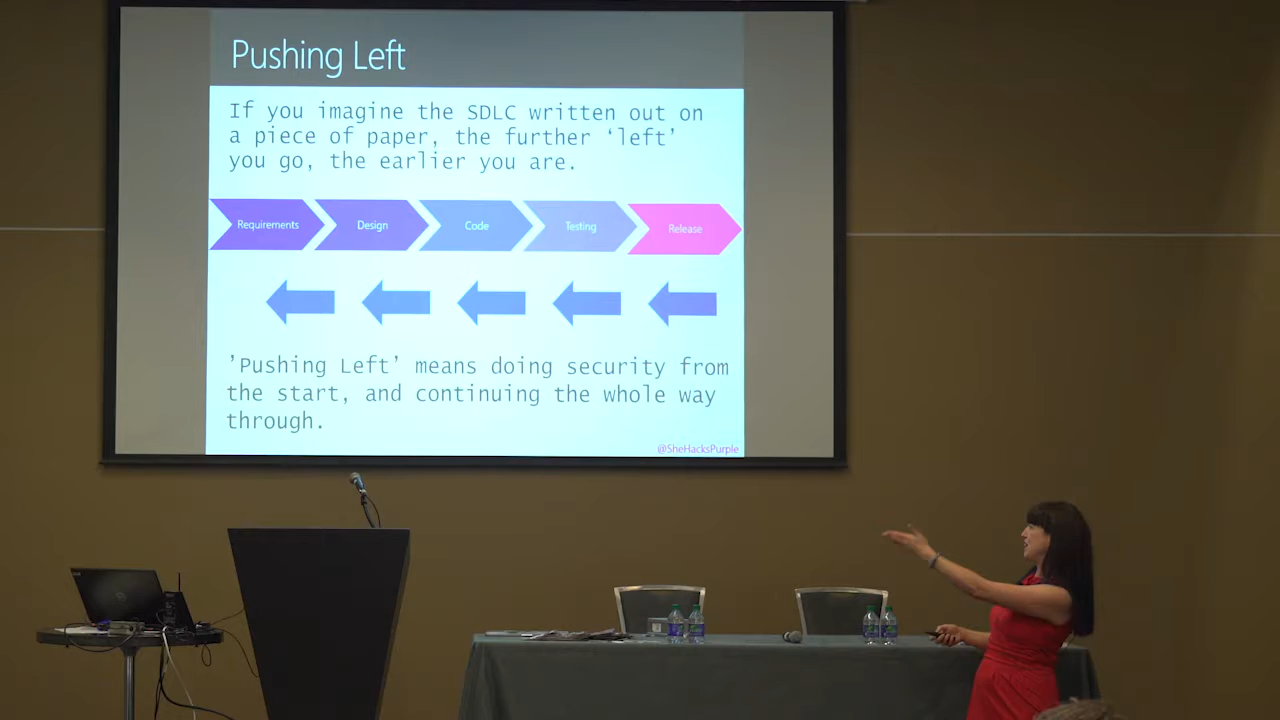 Pushing Left
If you imagine the SDLC written out on
a piece of paper, the further ‘left’
you go, the earlier you are.
Requirements
Design
Code
Testing
Release
’Pushing Left’ means doing security from
the start, and continuing the whole way
through.
@SheHacksPurple